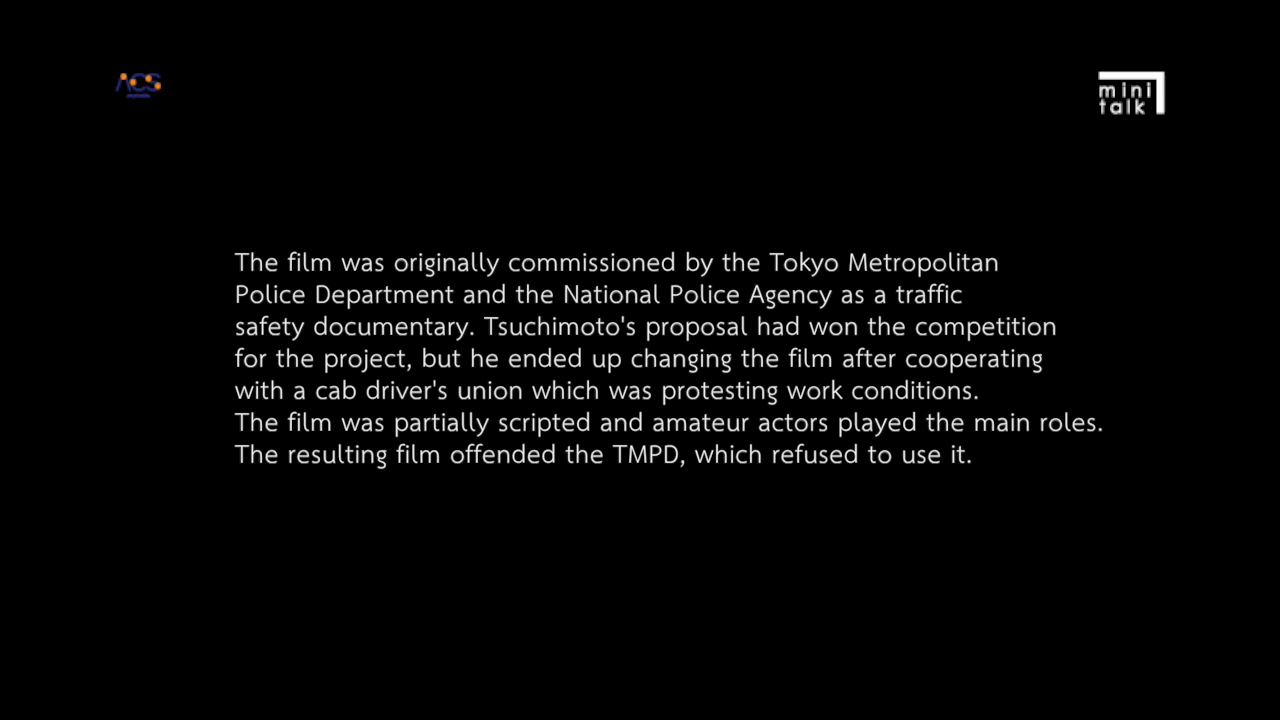 ACS
mini
talk
The film was originally commissioned by the Tokyo Metropolitan
Police Department and the National Police Agency as a traffic
safety documentary. Tsuchimoto's proposal had won the competition
for the project, but he ended up changing the film after cooperating
with a cab driver's union which was protesting work conditions.
The film was partially scripted and amateur actors played the main roles.
The resulting film offended the TMPD, which refused to use it.